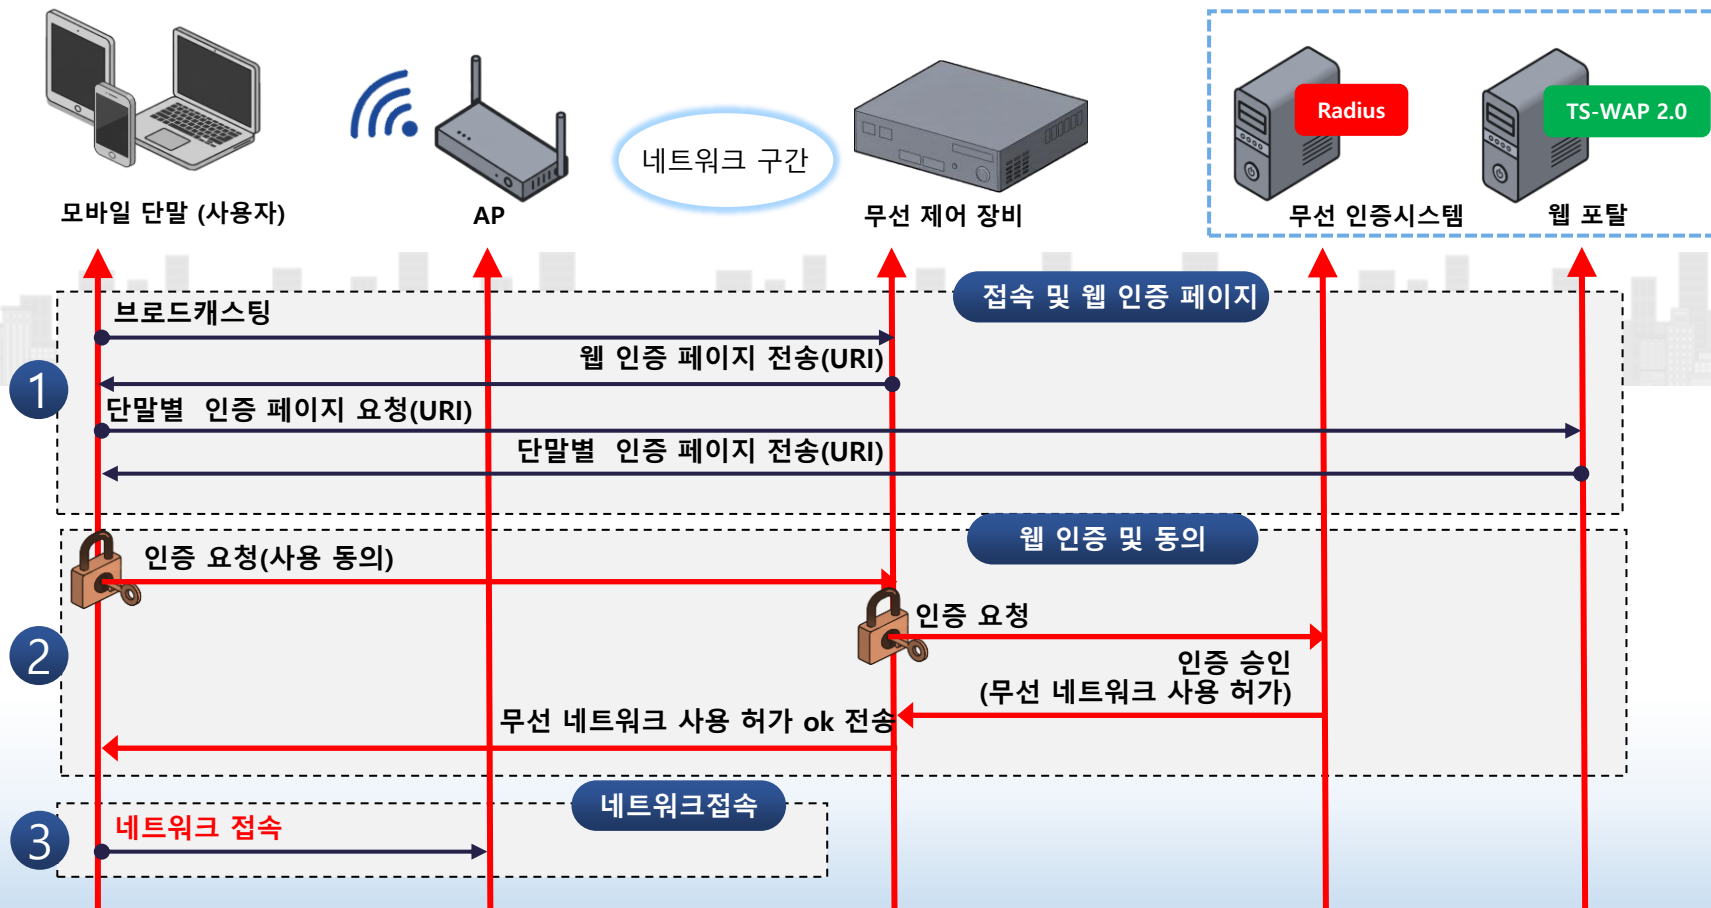 Radius
TS-WAP 2.0
네트워크 구간
모바일 단말 (사용자)
AP
무선 제어 장비
무선 인증시스템
웹 포탈
접속 및 웹 인증 페이지
브로드캐스팅
웹 인증 페이지 전송(URI)
1
단말별 인증 페이지 요청(URI)
단말별 인증 페이지 전송(URI)
웹 인증 및 동의
인증 요청(사용 동의)
인증 요청
2
인증 승인
(무선 네트워크 사용 허가)
무선 네트워크 사용 허가 ok 전송
네트워크접속
네트워크 접속
3